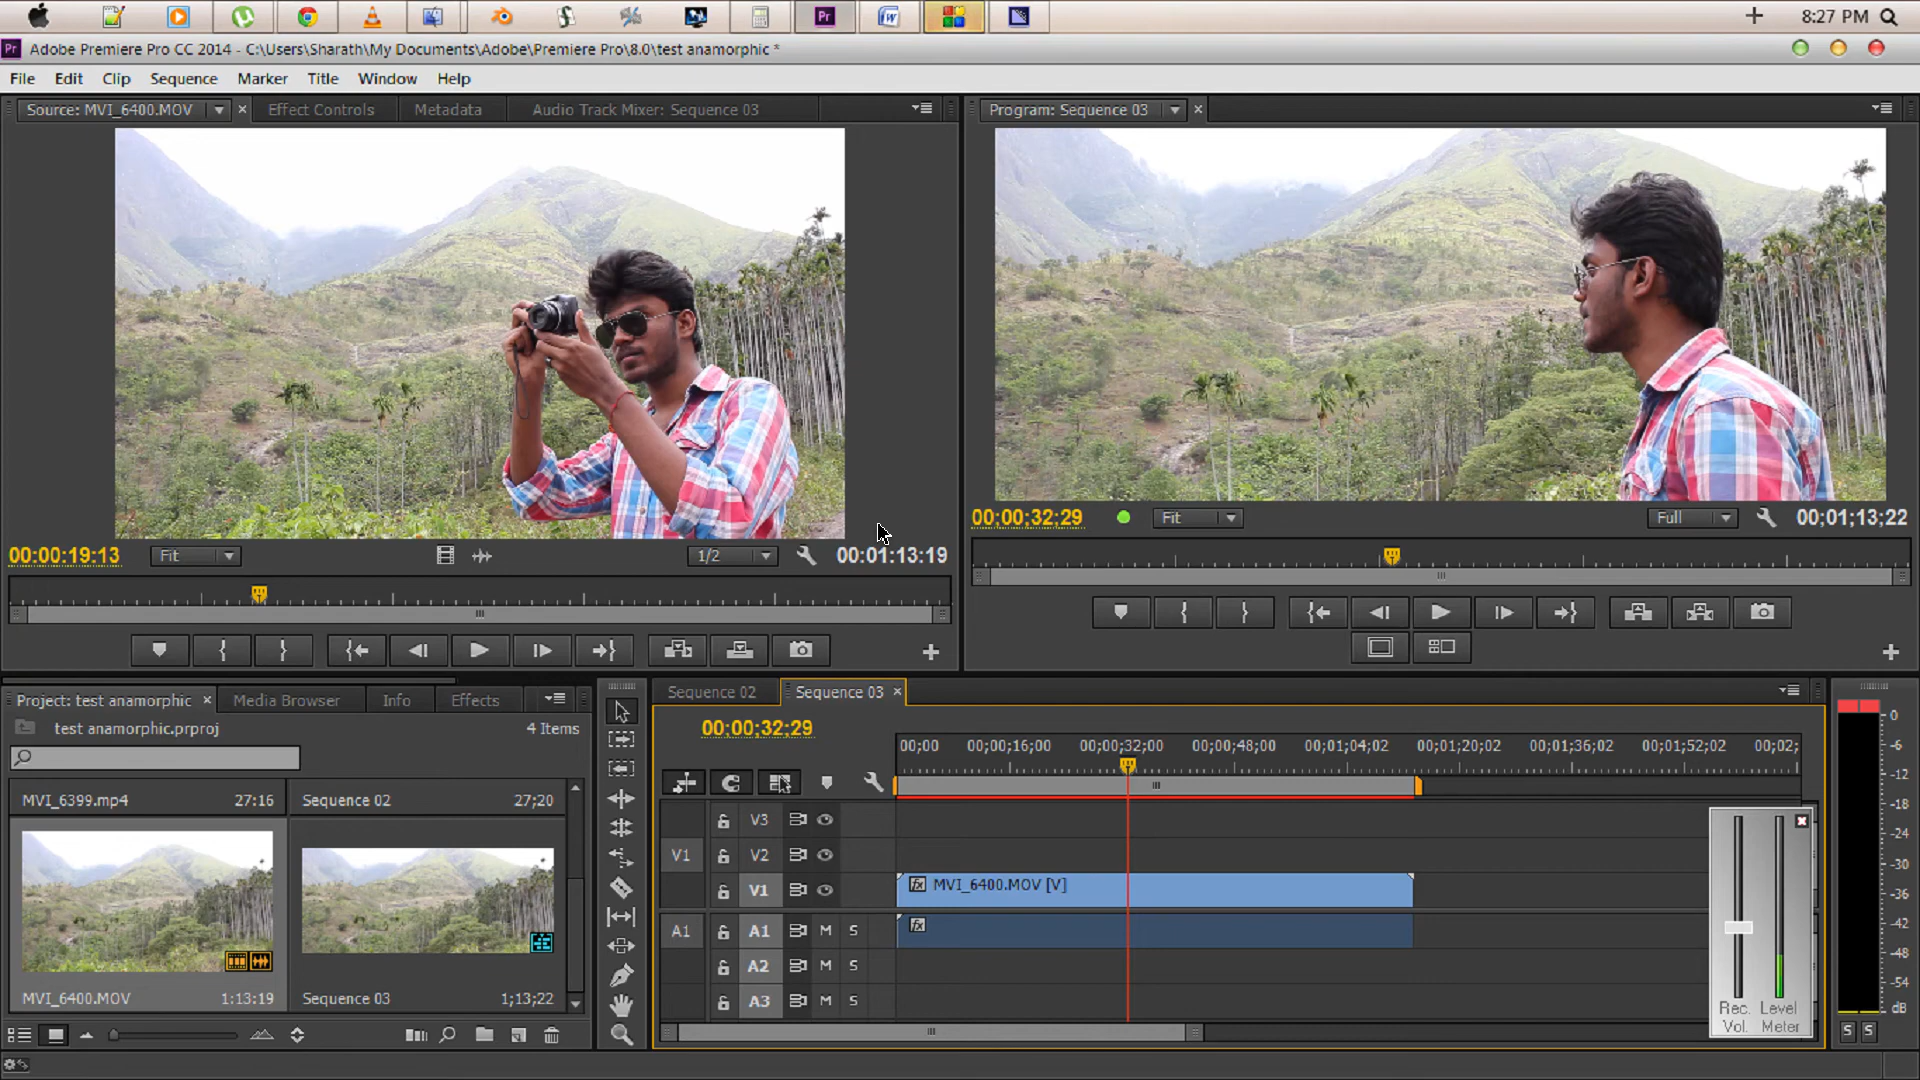 8:27 PM
Pr Adobe Premiere Pro CC 2014 - C:\Users\Sharath\My Documents\Adobe\Premiere Pro\8.0\test anamorphic *
File Edit Clip Sequence Marker Title Window Help
Source: MVI_6400.MOV Effect Controls Metadata Audio Track Mixer: Sequence 03
Program: Sequence 03
00;00;32;29 Fit Full 00;01;13;22
00:00:19:13 Fit 1/2 00:01:13:19
Project: test anamorphic Media Browser Info Effects
test anamorphic.prproj 4 Items
MVI_6399.mp4 27:16 Sequence 02 27;20
MVI_6400.MOV 1:13:19 Sequence 03 1;13;22
Sequence 02 Sequence 03
00;00;32;29
00;00 00;00;16;00 00;00;32;00 00;00;48;00 00;01;04;02 00;01;20;02 00;01;36;02 00;01;52;02 00;02;
V3
V1 V2
V1 MVI_6400.MOV [V]
A1 A1 M S
A2 M S
A3 M S
Rec. Level
Vol. Meter
0
-6
-12
-18
-24
-30
-36
-42
-48
-54
dB
S S